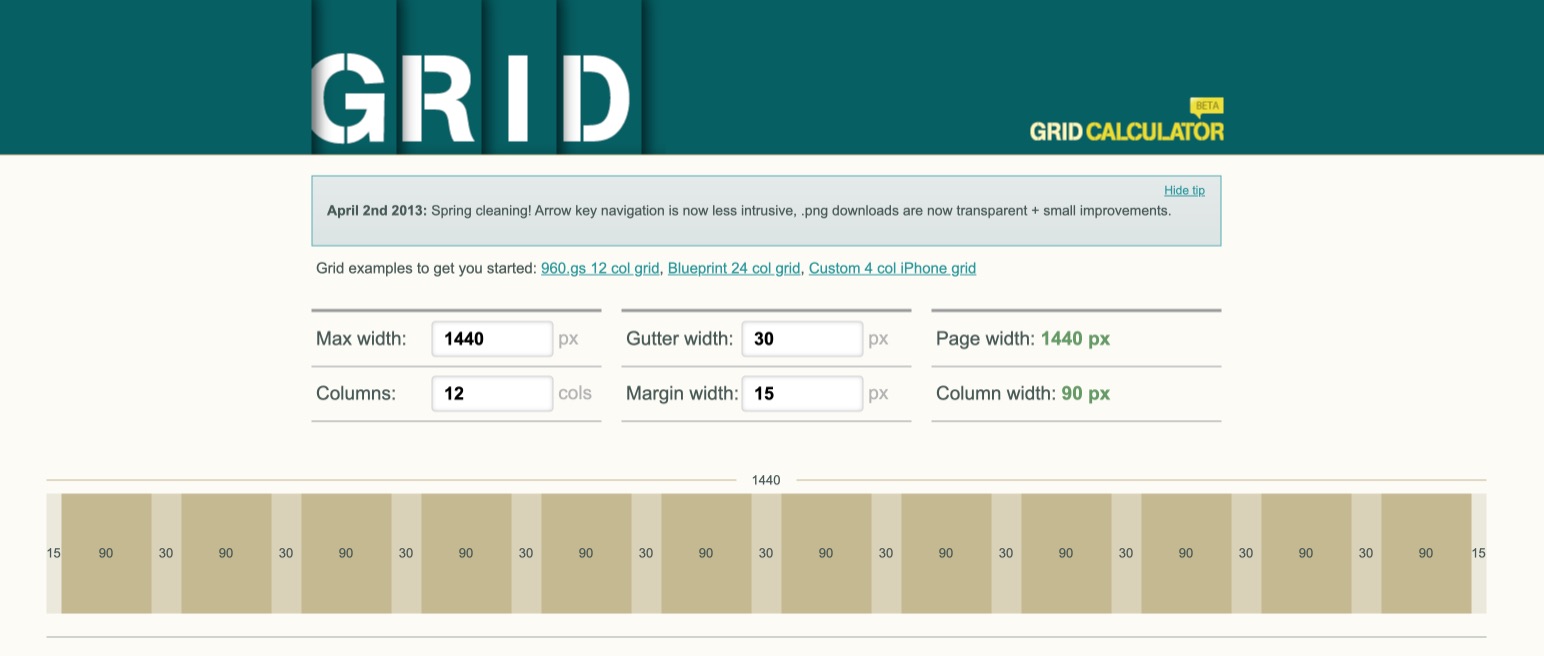 GRID
BETA
GRID CALCULATOR
Hide tip
April 2nd 2013: Spring cleaning! Arrow key navigation is now less intrusive, .png downloads are now transparent + small improvements.
Grid examples to get you started: 960.gs 12 col grid, Blueprint 24 col grid, Custom 4 col iPhone grid
Max width: 1440 px Gutter width: 30 px Page width: 1440 px
Columns: 12 cols Margin width: 15 px Column width: 90 px
1440
15 90 30 90 30 90 30 90 30 90 30 90 30 90 30 90 30 90 30 90 30 90 30 90 15